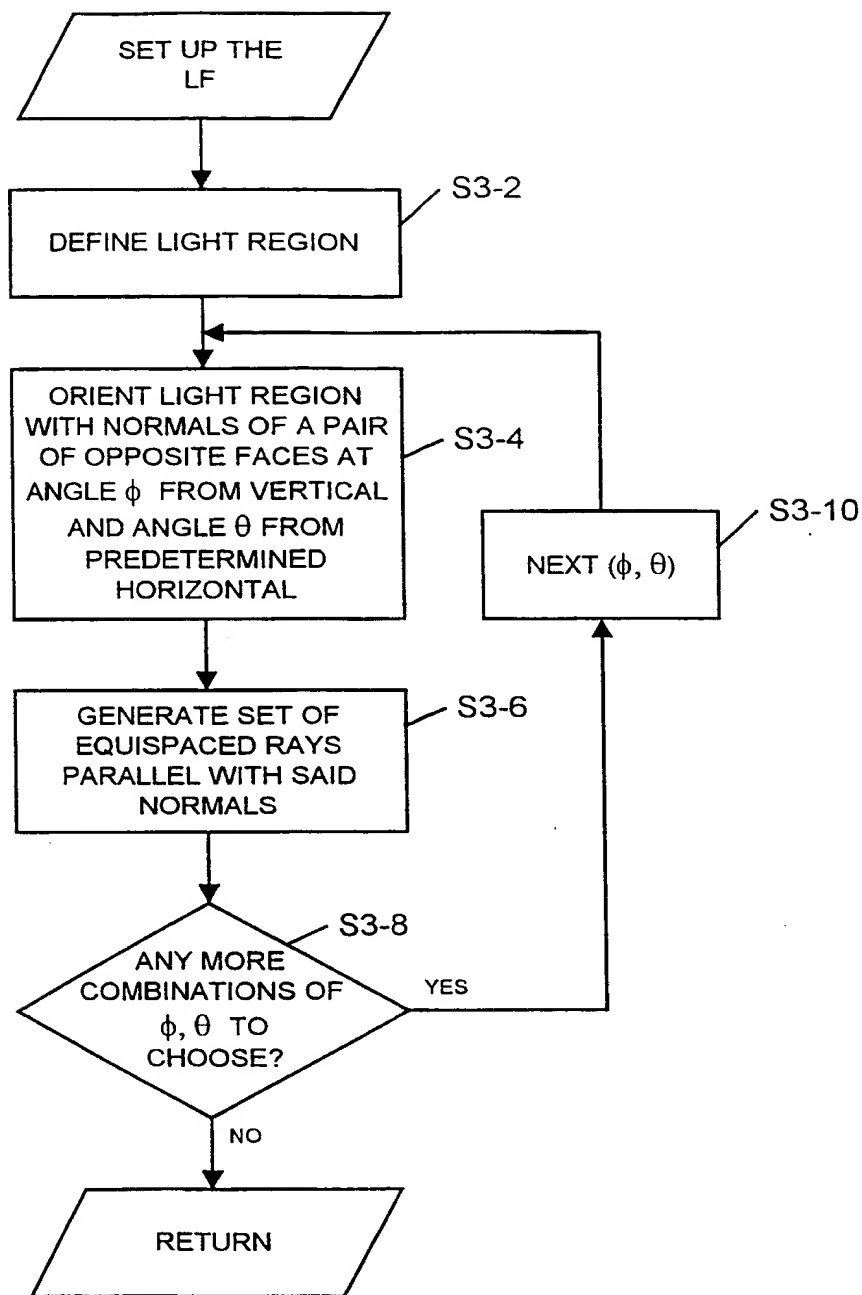 SET UP THE
LF
S3-2
DEFINE LIGHT REGION
ORIENT LIGHT REGION
WITH NORMALS OF A PAIR
OF OPPOSITE FACES AT
ANGLE ϕ FROM VERTICAL
AND ANGLE θ FROM
PREDETERMINED
HORIZONTAL
S3-4
S3-10
NEXT (ϕ, θ)
S3-6
GENERATE SET OF
EQUISPACED RAYS
PARALLEL WITH SAID
NORMALS
S3-8
ANY MORE
COMBINATIONS OF
ϕ, θ TO
CHOOSE?
YES
NO
RETURN